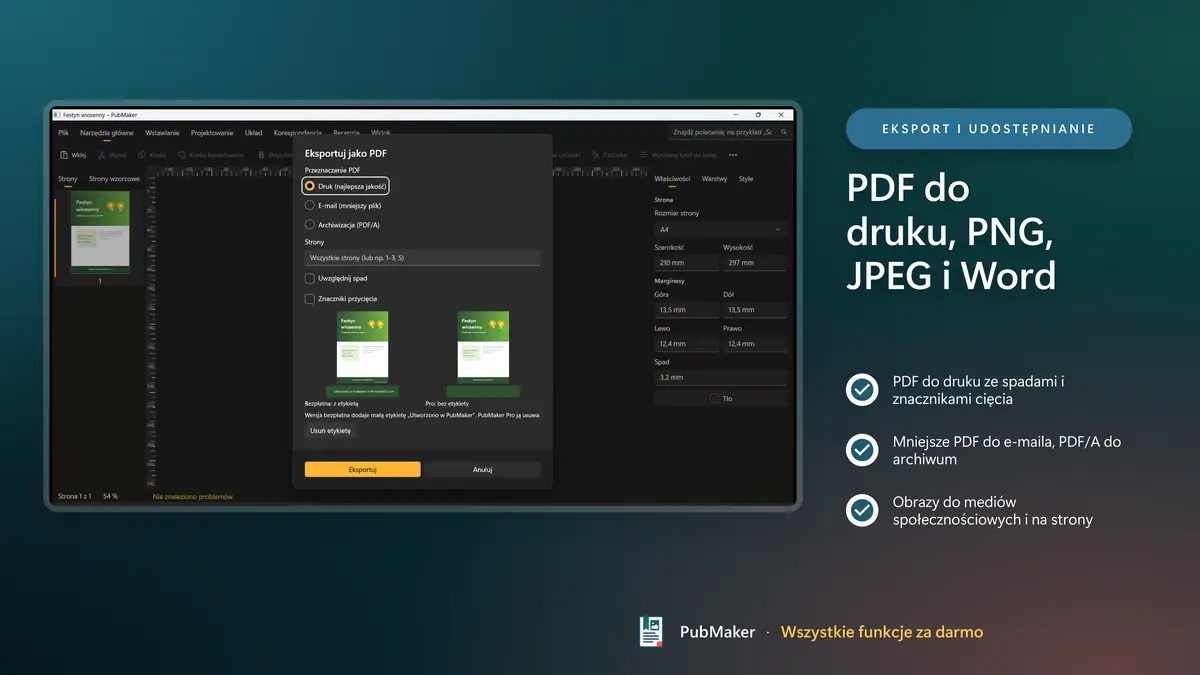 Festyn wiosenny – PubMaker
Plik Narzędzia główne Wstawianie Projektowanie Układ Korespondencja Recenzja Widok
Znajdź polecenie, na przykład „Sc
Wklej Wytnij Kopiuj Kopiuj formatowanie
Strony Strony wzorcowe
Festyn
wiosenny
1
Eksportuj jako PDF
Przeznaczenie PDF
Druk (najlepsza jakość)
E-mail (mniejszy plik)
Archiwizacja (PDF/A)
Strony
Wszystkie strony (lub np. 1-3, 5)
Uwzględnij spad
Znaczniki przycięcia
Festyn
wiosenny
Festyn
wiosenny
Bezpłatna: z etykietą
Pro: bez etykiety
Wersja bezpłatna dodaje małą etykietę „Utworzono w PubMaker”. PubMaker Pro ją usuwa.
Usuń etykietę
Eksportuj
Anuluj
Właściwości Warstwy Style
Strona
Rozmiar strony
A4
Szerokość Wysokość
210 mm 297 mm
Marginesy
Góra Dół
13,5 mm 13,5 mm
Lewo Prawo
12,4 mm 12,4 mm
Spad
3,2 mm
Tło
Strona 1 z 1 54 % Nie znaleziono problemów.
EKSPORT I UDOSTĘPNIANIE
PDF do
druku, PNG,
JPEG i Word
PDF do druku ze spadami i
znacznikami cięcia
Mniejsze PDF do e-maila, PDF/A do
archiwum
Obrazy do mediów
społecznościowych i na strony
PubMaker · Wszystkie funkcje za darmo